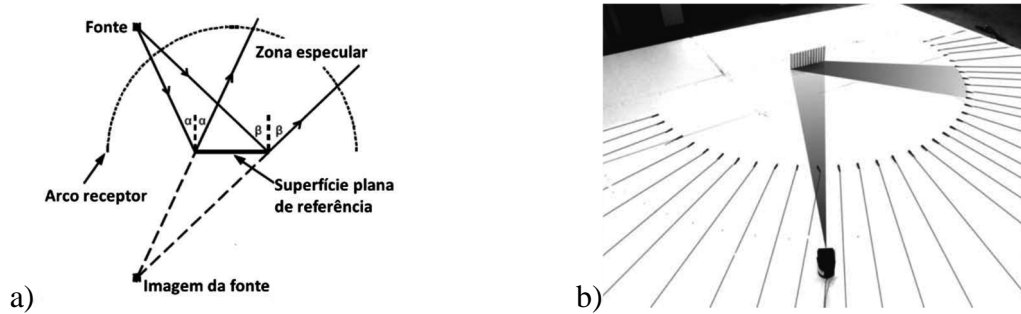 Fonte
Zona especular
α α
β β
Arco receptor
Superfície plana
de referência
Imagem da fonte
a)
b)